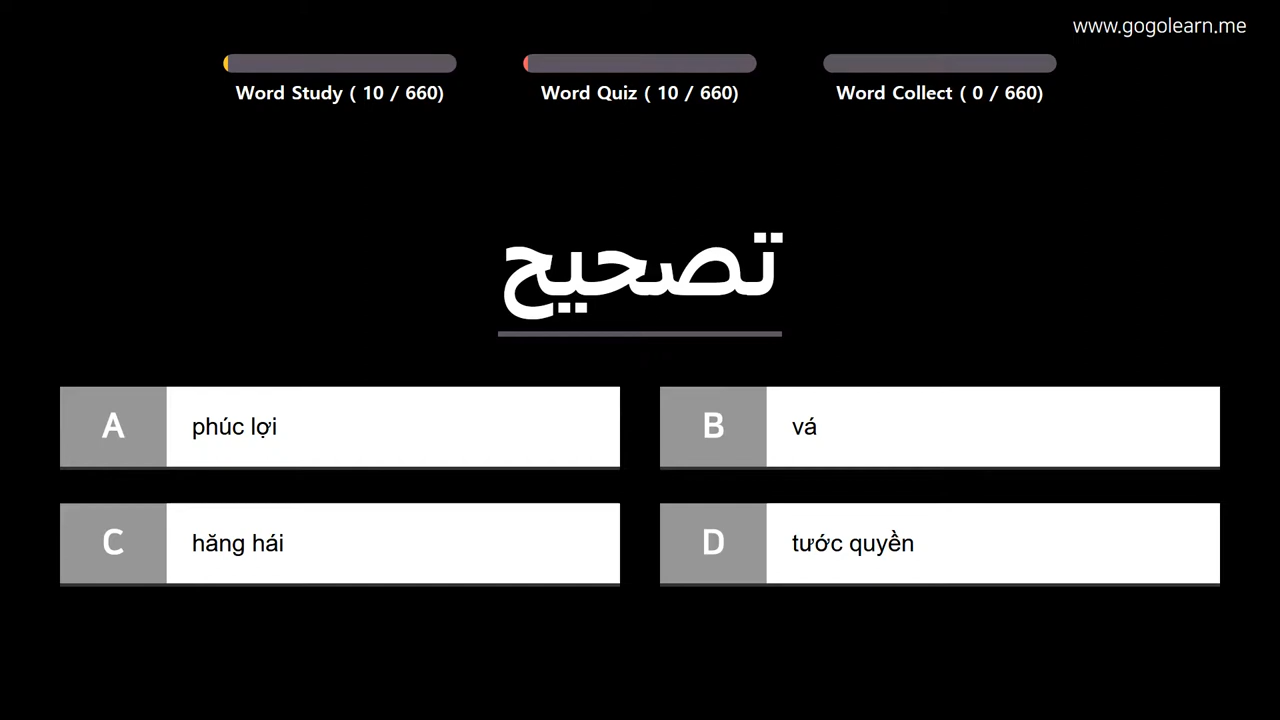 www.gogolearn.me
Word Study ( 10 / 660)
Word Quiz ( 10 / 660)
Word Collect ( 0 / 660)
تصحيح
A phúc lợi
B vá
C hăng hái
D tước quyền